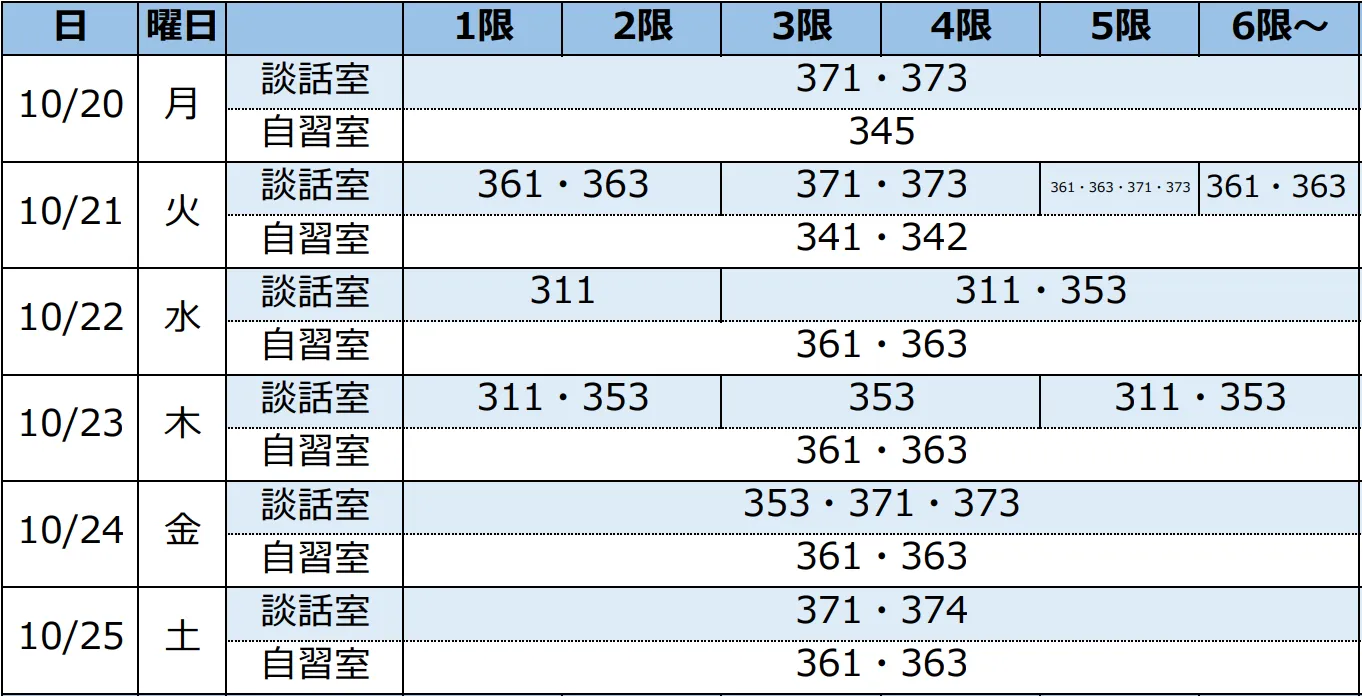 日 曜日 1限 2限 3限 4限 5限 6限～
10/20 月 談話室 371・373
自習室 345
10/21 火 談話室 361・363 371・373 361・363・371・373 361・363
自習室 341・342
10/22 水 談話室 311 311・353
自習室 361・363
10/23 木 談話室 311・353 353 311・353
自習室 361・363
10/24 金 談話室 353・371・373
自習室 361・363
10/25 土 談話室 371・374
自習室 361・363